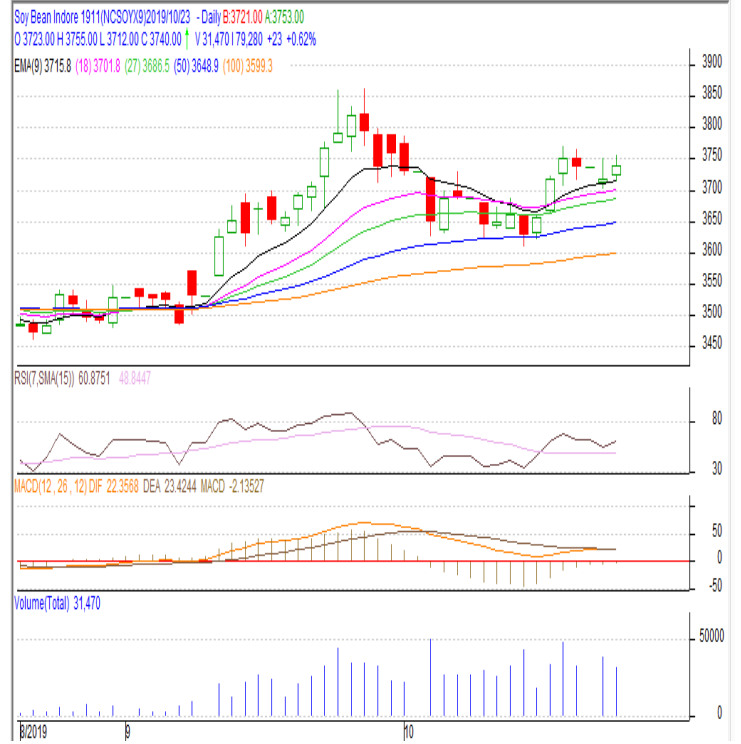 Soy Bean Indore 1911(NCSOYX9)2019/10/23 - Daily B:3721.00 A:3753.00
O 3723.00 H 3755.00 L 3712.00 C 3740.00 V 31,470 I 79,280 +23 +0.62%
EMA(9) 3715.8 (18) 3701.8 (27) 3686.5 (50) 3648.9 (100) 3599.3
3900
3850
3800
3750
3700
3650
3600
3550
3500
3450
RSI(7,SMA(15)) 60.8751 48.8447
80
30
MACD(12 , 26 , 12) DIF 22.3568 DEA 23.4244 MACD -2.13527
50
0
-50
Volume(Total) 31,470
50000
0
8/2019 9 10